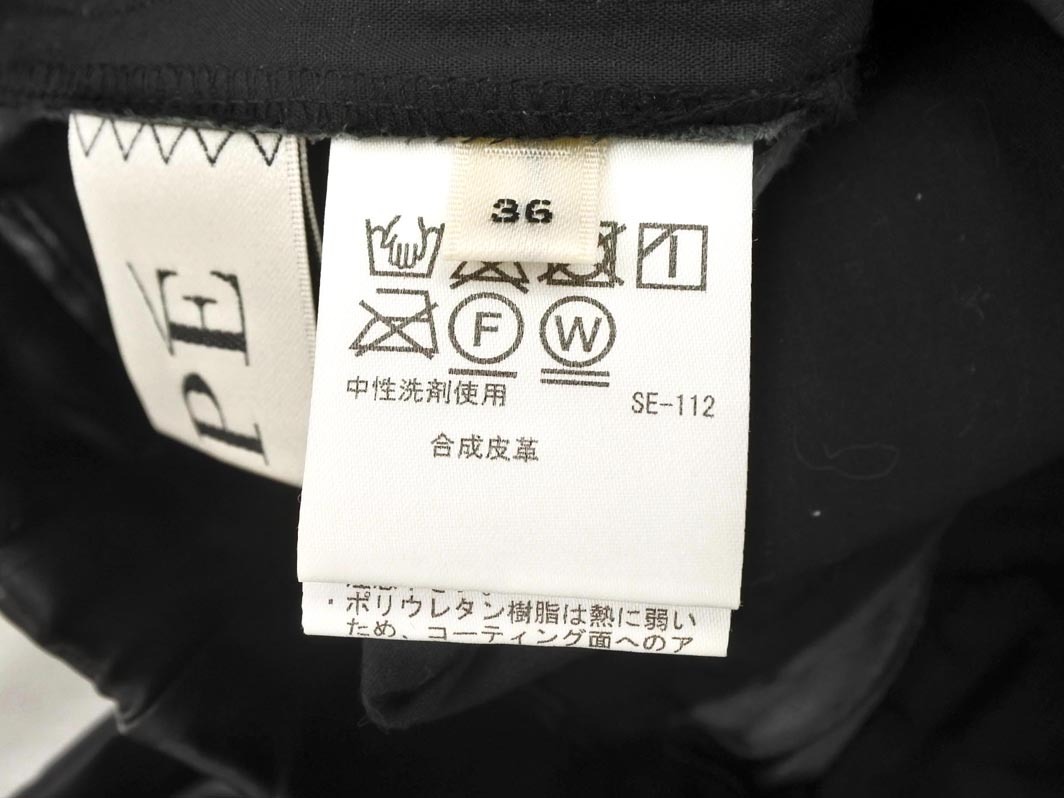 PE
36
F W
中性洗剤使用
SE-112
合成皮革
・ポリウレタン樹脂は熱に弱い
ため、コーティング面へのア